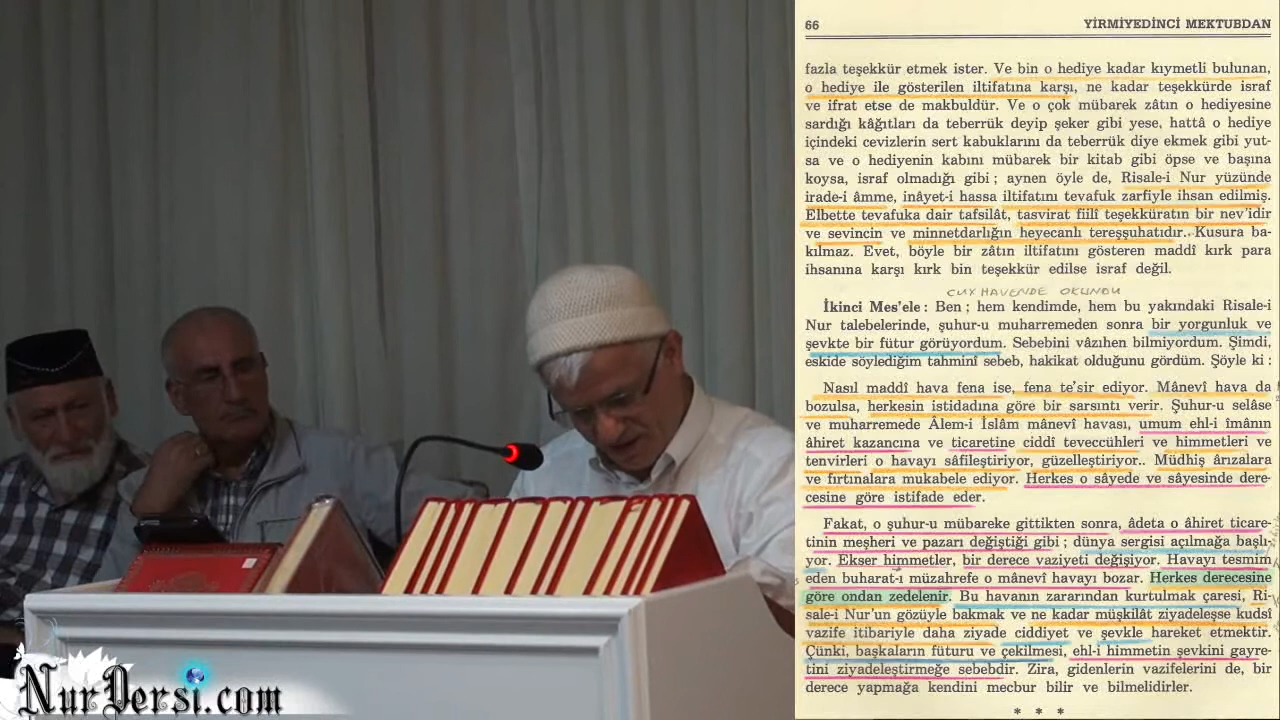 66 YİRMİYEDİNCİ MEKTUBDAN
fazla teşekkür etmek ister. Ve bin o hediye kadar kıymetli bulunan,
o hediye ile gösterilen iltifatına karşı, ne kadar teşekkürde israf
ve ifrat etse de makbuldür. Ve o çok mübarek zâtın o hediyesine
sardığı kâğıtları da teberrük deyip şeker gibi yese, hattâ o hediye
içindeki cevizlerin sert kabuklarını da teberrük diye ekmek gibi yut-
sa ve o hediyenin kabını mübarek bir kitab gibi öpse ve başına
koysa, israf olmadığı gibi; aynen öyle de, Risale-i Nur yüzünde
irade-i âmme, inâyet-i hassa iltifatını tevafuk zarfiyle ihsan edilmiş.
Elbette tevafuka dair tafsilât, tasvirat fiilî teşekküratın bir nev'idir
ve sevincin ve minnetdarlığın heyecanlı tereşşuhatıdır.. Kusura ba-
kılmaz. Evet, böyle bir zâtın iltifatını gösteren maddî kırk para
ihsanına karşı kırk bin teşekkür edilse israf değil.
CUXHAVENDE OKUNDU
İkinci Mes'ele: Ben; hem kendimde, hem bu yakındaki Risale-i
Nur talebelerinde, şuhur-u muharremeden sonra bir yorgunluk ve
şevkte bir fütur görüyordum. Sebebini vâzıhen bilmiyordum. Şimdi,
eskide söylediğim tahminî sebeb, hakikat olduğunu gördüm. Şöyle ki:
Nasıl maddî hava fena ise, fena te'sir ediyor. Mânevî hava da
bozulsa, herkesin istidadına göre bir sarsıntı verir. Şuhur-u selâse
ve muharremede Âlem-i İslâm mânevî havası, umum ehl-i îmânın
âhiret kazancına ve ticaretine ciddî teveccühleri ve himmetleri ve
tenvirleri o havayı sâfileştiriyor, güzelleştiriyor.. Müdhiş ârızalara
ve fırtınalara mukabele ediyor. Herkes o sâyede ve sâyesinde dere-
cesine göre istifade eder.
Fakat, o şuhur-u mübareke gittikten sonra, âdeta o âhiret ticare-
tinin meşheri ve pazarı değiştiği gibi; dünya sergisi açılmağa başlı-
yor. Ekser himmetler, bir derece vaziyeti değişiyor. Havayı tesmim
eden buharat-ı müzahrefe o mânevî havayı bozar. Herkes derecesine
göre ondan zedelenir. Bu havanın zararından kurtulmak çaresi, Ri-
sale-i Nur'un gözüyle bakmak ve ne kadar müşkilât ziyadeleşse kudsî
vazife itibariyle daha ziyade ciddiyet ve şevkle hareket etmektir.
Çünki, başkaların füturu ve çekilmesi, ehl-i himmetin şevkini gayre-
tini ziyadeleştirmeğe sebebdir. Zira, gidenlerin vazifelerini de, bir
derece yapmağa kendini mecbur bilir ve bilmelidirler.
* * *
NurDersi.com